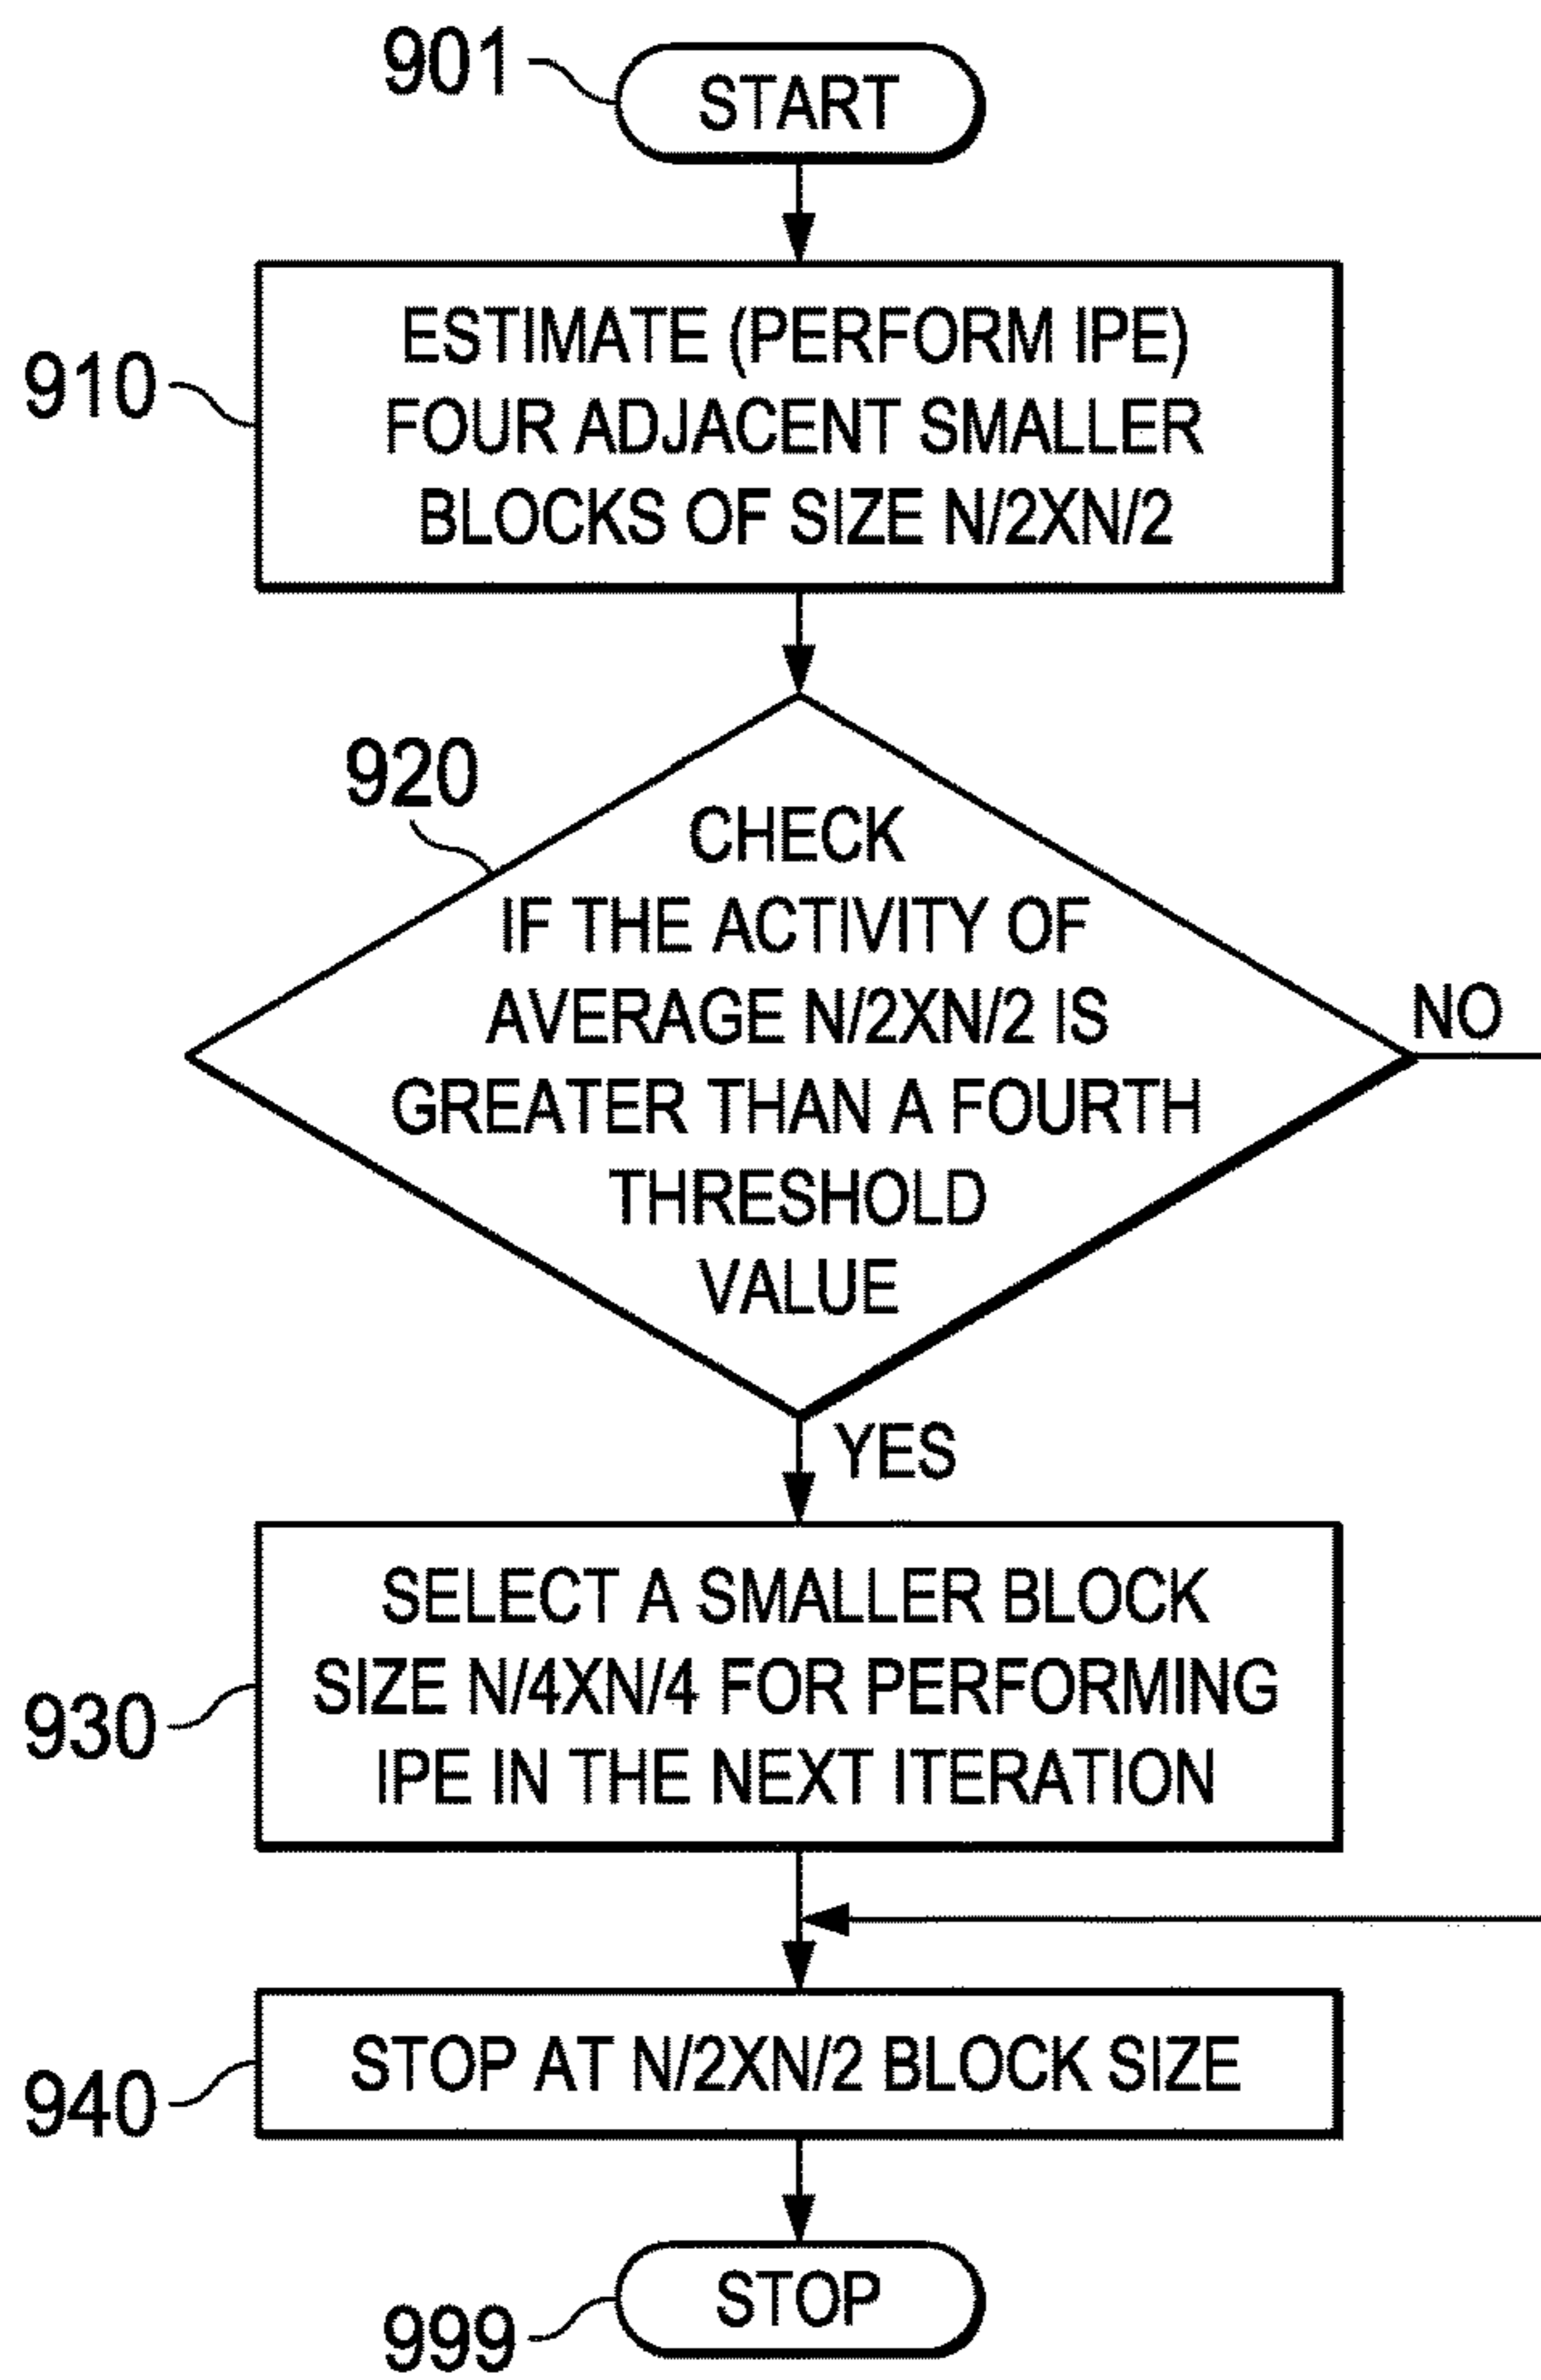 901
START
910
ESTIMATE (PERFORM IPE)
FOUR ADJACENT SMALLER
BLOCKS OF SIZE N/2XN/2
920
CHECK
IF THE ACTIVITY OF
AVERAGE N/2XN/2 IS
GREATER THAN A FOURTH
THRESHOLD
VALUE
NO
YES
930
SELECT A SMALLER BLOCK
SIZE N/4XN/4 FOR PERFORMING
IPE IN THE NEXT ITERATION
940
STOP AT N/2XN/2 BLOCK SIZE
999
STOP